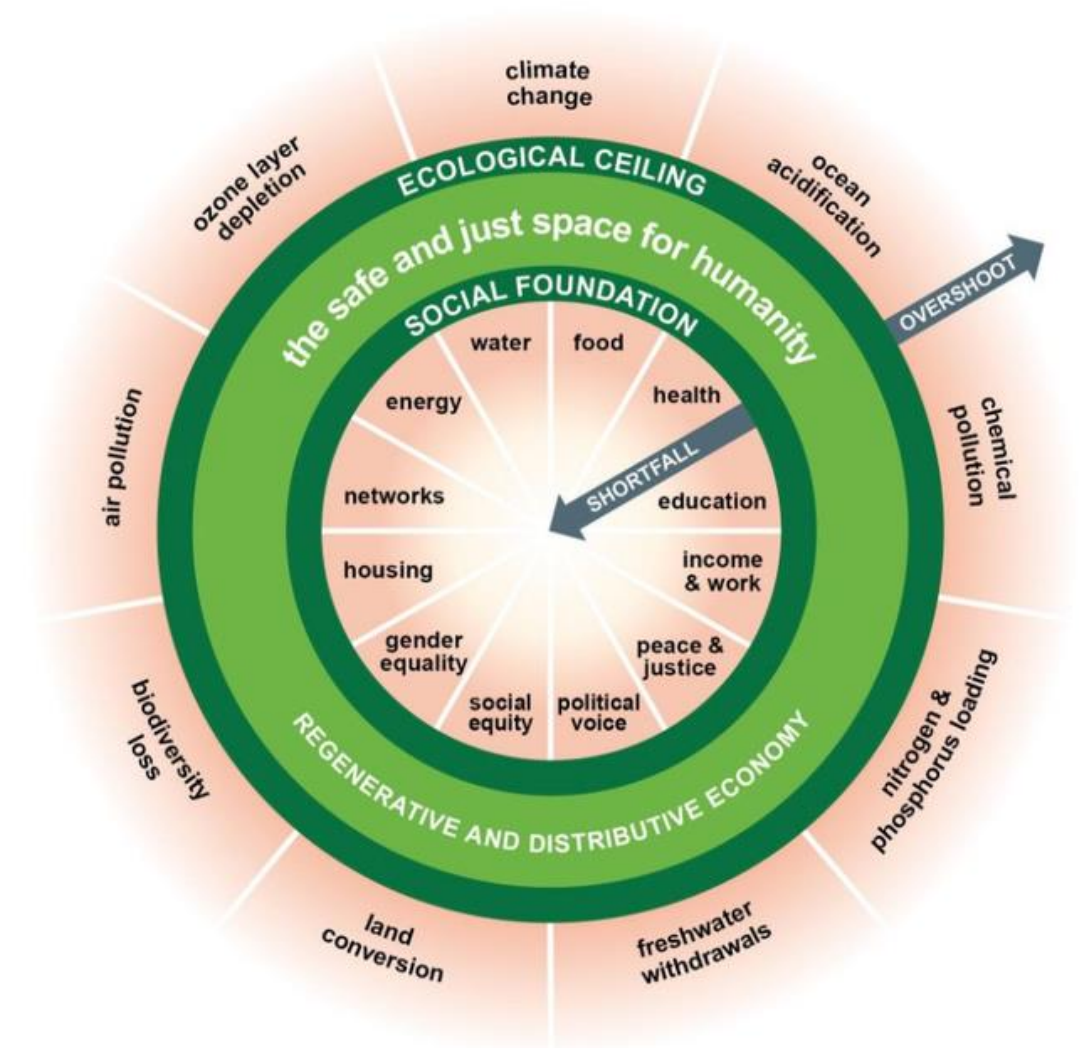 climate
change
ocean
acidification
chemical
pollution
nitrogen &
phosphorus loading
freshwater
withdrawals
land
conversion
biodiversity
loss
air pollution
ozone layer
depletion
OVERSHOOT
ECOLOGICAL CEILING
the safe and just space for humanity
SOCIAL FOUNDATION
water
food
health
SHORTFALL
education
income
& work
peace &
justice
political
voice
social
equity
gender
equality
housing
networks
energy
REGENERATIVE AND DISTRIBUTIVE ECONOMY